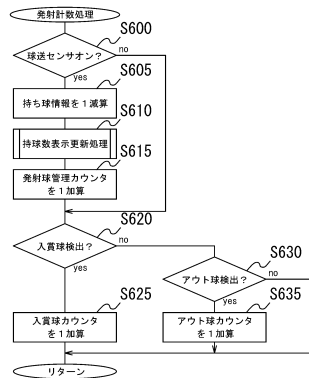 発射計数処理
S600
球送センサオン？
no
yes
S605
持ち球情報を１減算
S610
持球数表示更新処理
S615
発射球管理カウンタ
を１加算
S620
入賞球検出？
no
yes
S630
アウト球検出？
no
yes
S625
入賞球カウンタ
を１加算
S635
アウト球カウンタ
を１加算
リターン